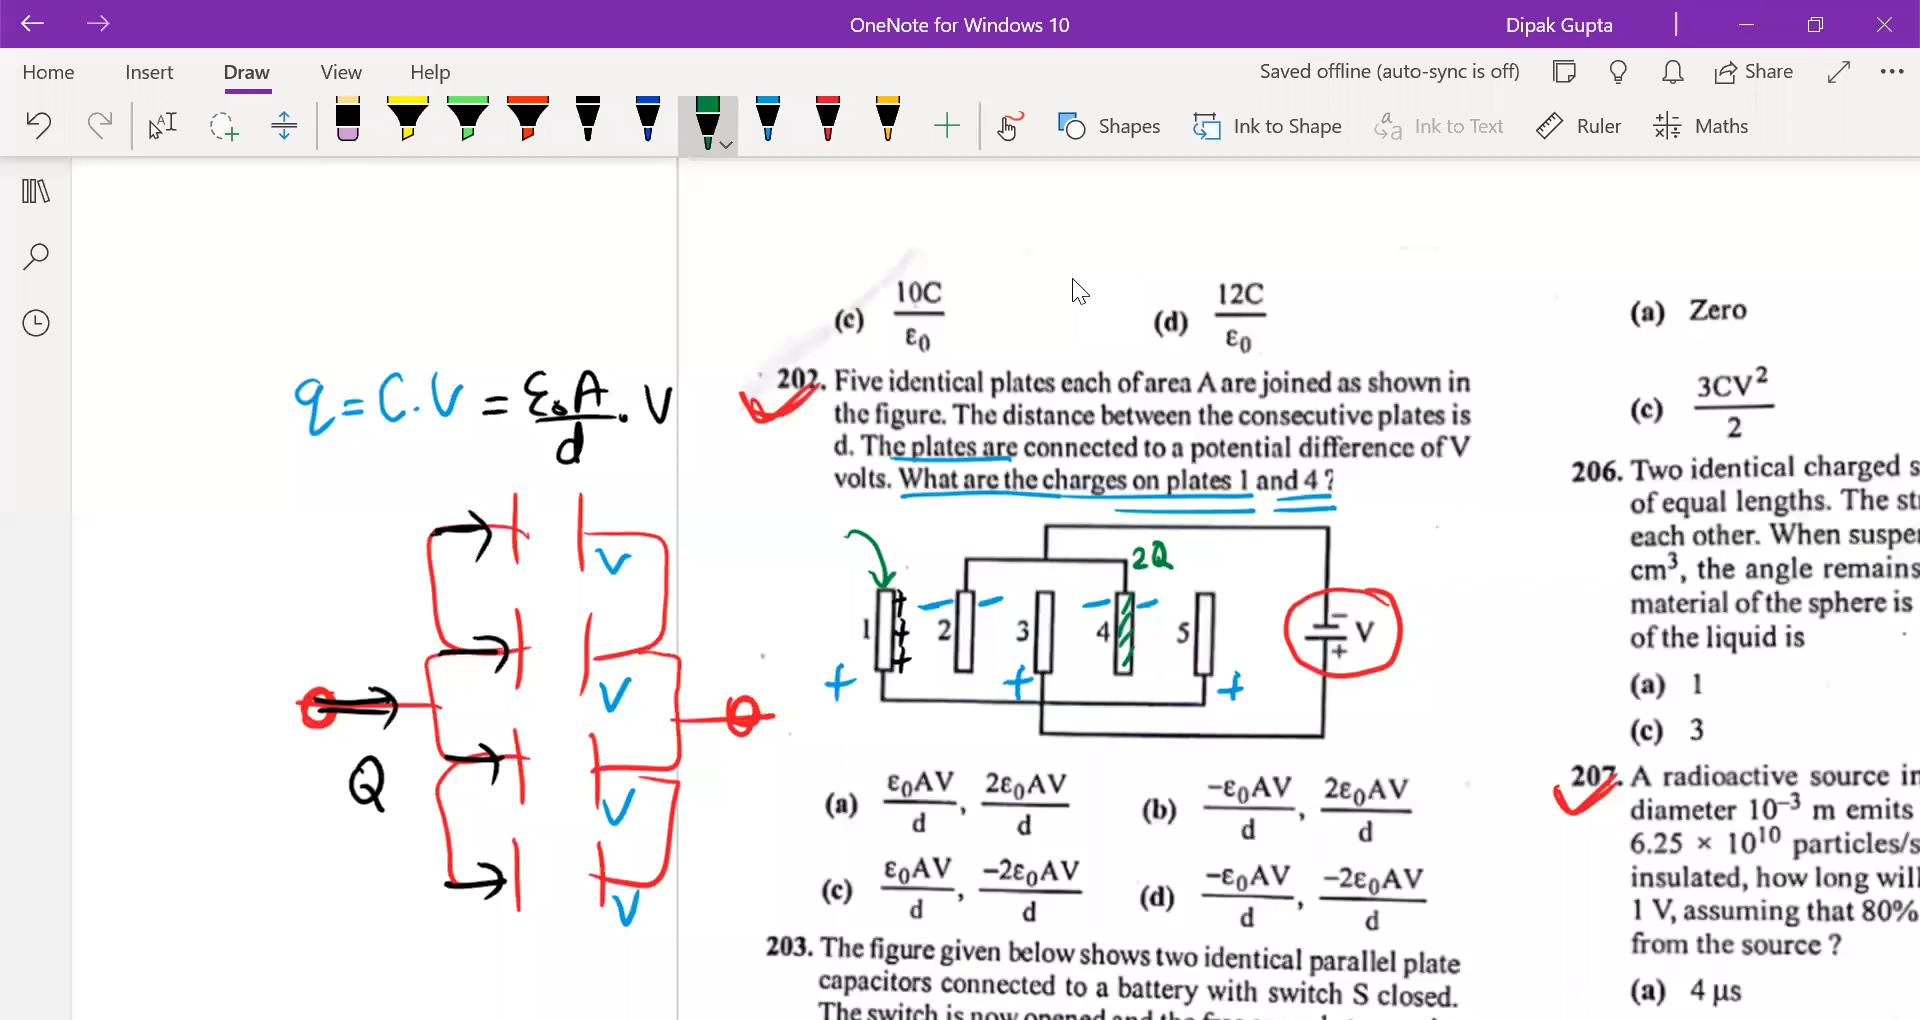 OneNote for Windows 10
Dipak Gupta
Home Insert Draw View Help
Saved offline (auto-sync is off) Share
Shapes Ink to Shape Ink to Text Ruler Maths
q = C.V = ε₀A/d . V
V
V
Q
V
V
(c) 10C/ε₀ (d) 12C/ε₀
202. Five identical plates each of area A are joined as shown in
the figure. The distance between the consecutive plates is
d. The plates are connected to a potential difference of V
volts. What are the charges on plates 1 and 4 ?
2Q
1 2 3 4 5 V
(a) ε₀AV/d , 2ε₀AV/d (b) -ε₀AV/d , 2ε₀AV/d
(c) ε₀AV/d , -2ε₀AV/d (d) -ε₀AV/d , -2ε₀AV/d
203. The figure given below shows two identical parallel plate
capacitors connected to a battery with switch S closed.
The switch is now opened and the
(a) Zero
(c) 3CV²/2
206. Two identical charged s
of equal lengths. The st
each other. When suspe
cm³, the angle remains
material of the sphere is
of the liquid is
(a) 1
(c) 3
207. A radioactive source in
diameter 10⁻³ m emits
6.25 × 10¹⁰ particles/s
insulated, how long will
1 V, assuming that 80%
from the source ?
(a) 4 μs